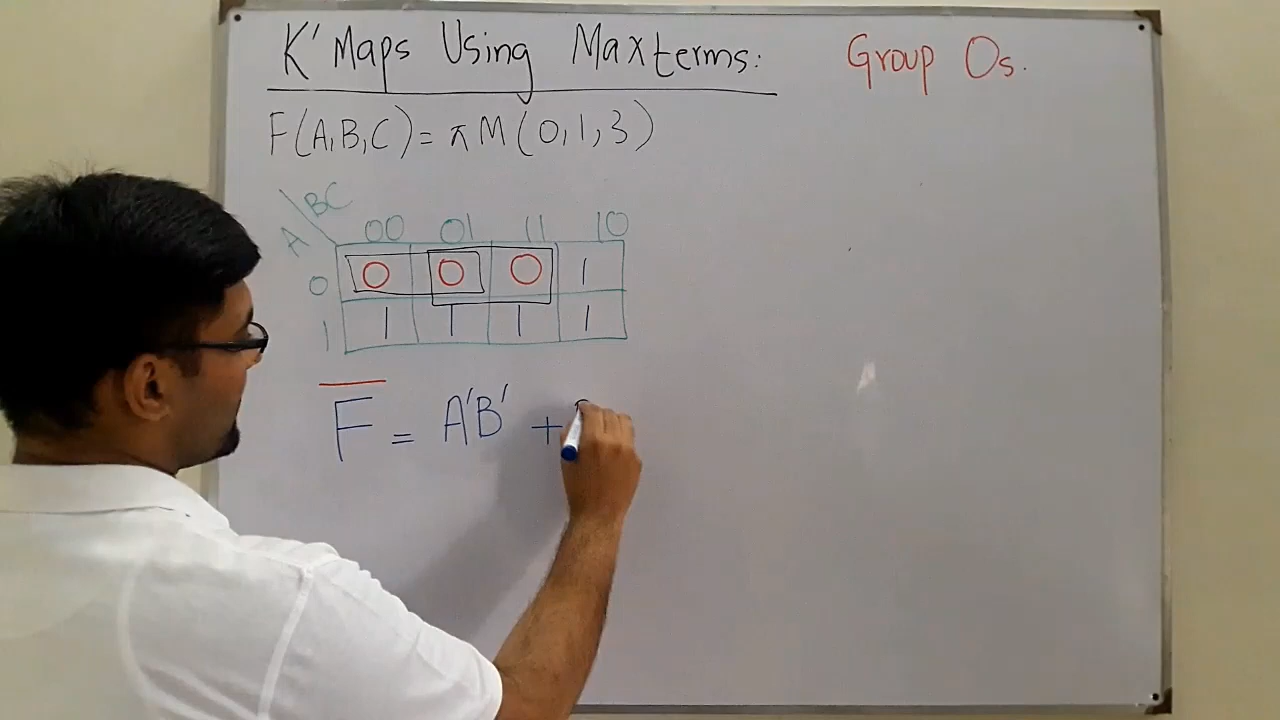 K' Maps Using Maxterms:
Group 0s.
F(A,B,C) = πM(0,1,3)
A \ BC
00 01 11 10
0 0 0 0 1
1 1 1 1 1
F̅ = A'B' +